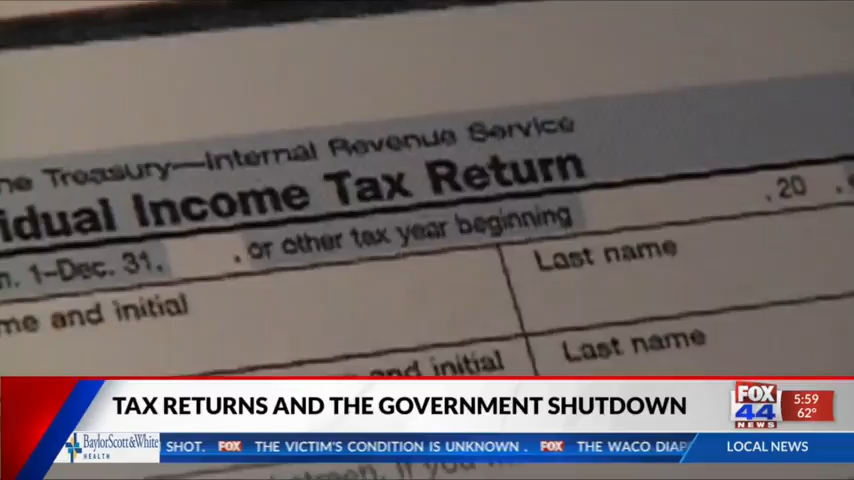 ne Treasury—Internal Revenue Service
idual Income Tax Return
n. 1-Dec. 31, , or other tax year beginning , 20 , e
me and initial Last name
and initial Last name
TAX RETURNS AND THE GOVERNMENT SHUTDOWN
FOX
44
NEWS
5:59
62°
BaylorScott&White
HEALTH
SHOT. FOX THE VICTIM'S CONDITION IS UNKNOWN . FOX THE WACO DIAP
LOCAL NEWS